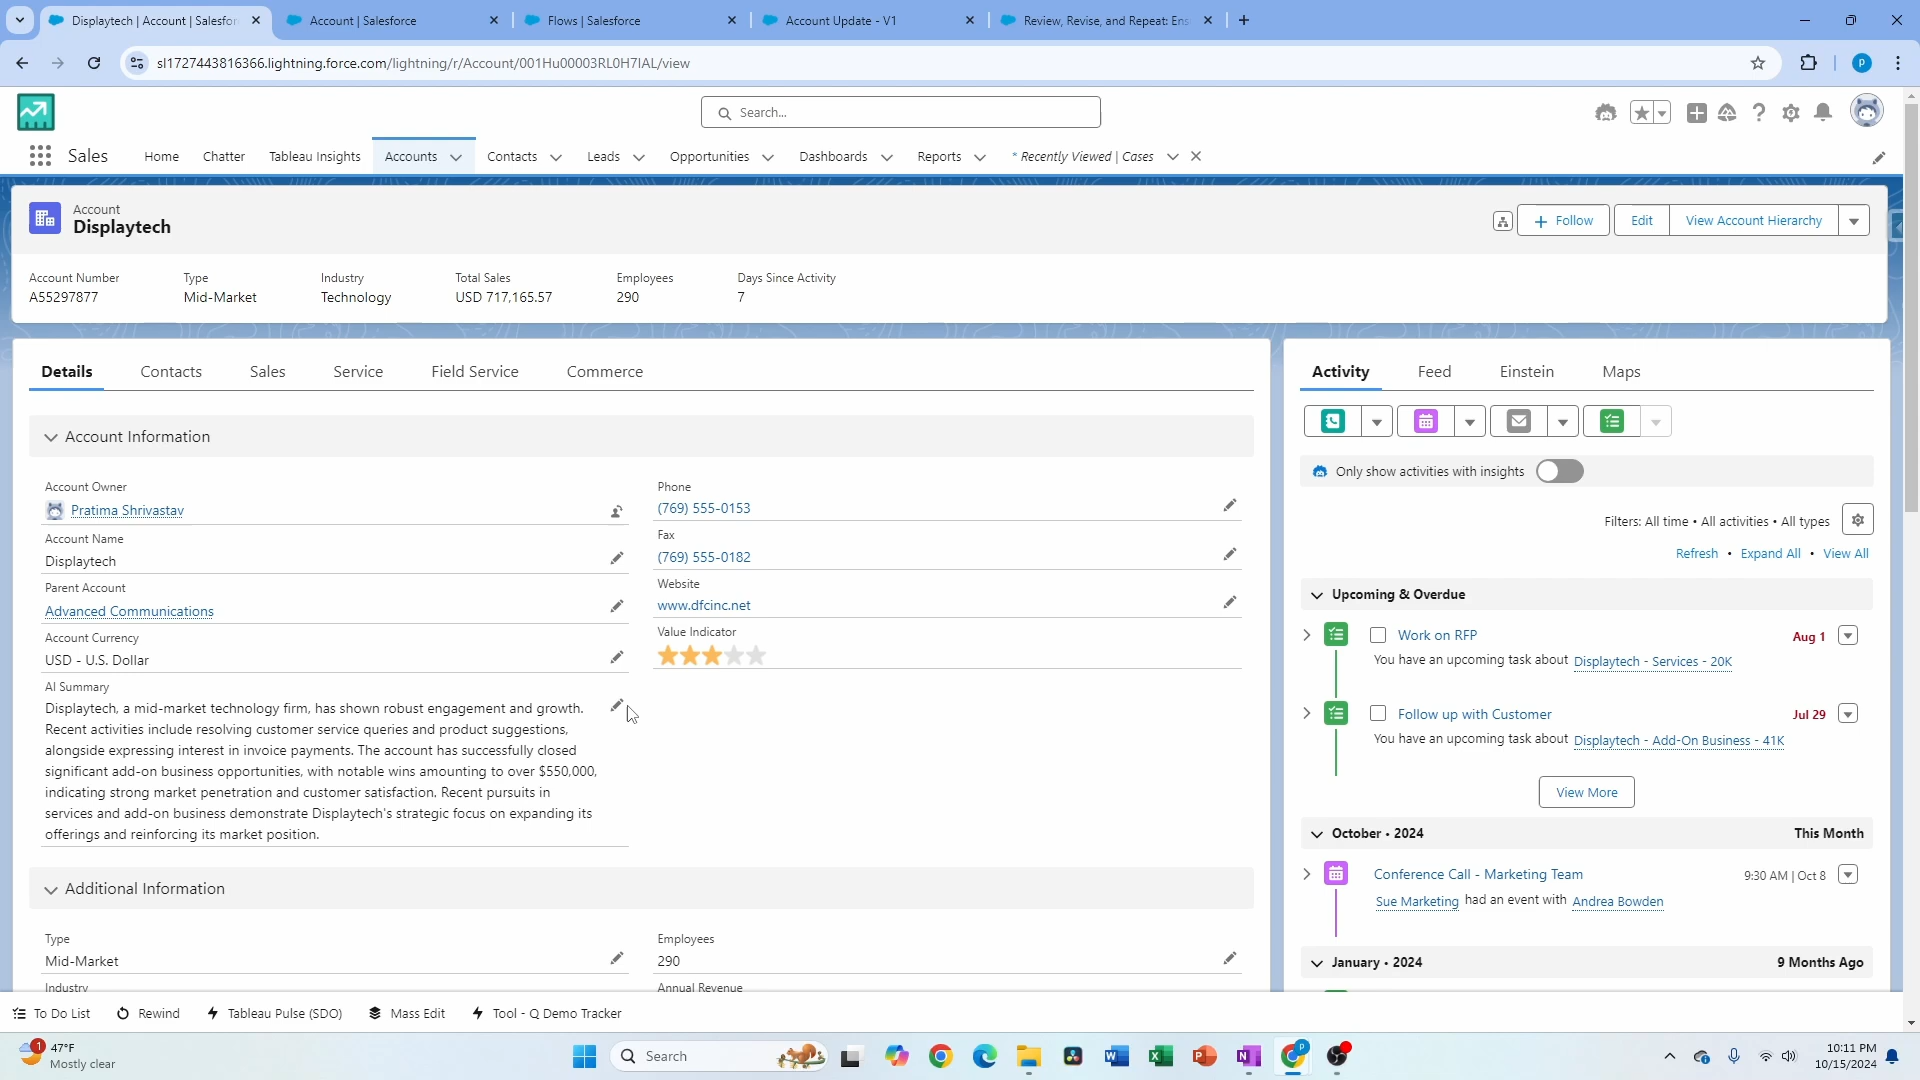 Displaytech | Account | Salesfor
Account | Salesforce
Flows | Salesforce
Account Update - V1
Review, Revise, and Repeat: Ens
sl1727443816366.lightning.force.com/lightning/r/Account/001Hu00003RL0H7IAL/view
P
Search...
Sales
Home
Chatter
Tableau Insights
Accounts
Contacts
Leads
Opportunities
Dashboards
Reports
* Recently Viewed | Cases
Account
Displaytech
Follow
Edit
View Account Hierarchy
Account Number
A55297877
Type
Mid-Market
Industry
Technology
Total Sales
USD 717,165.57
Employees
290
Days Since Activity
7
Details
Contacts
Sales
Service
Field Service
Commerce
Account Information
Account Owner
Pratima Shrivastav
Account Name
Displaytech
Parent Account
Advanced Communications
Account Currency
USD - U.S. Dollar
AI Summary
Displaytech, a mid-market technology firm, has shown robust engagement and growth.
Recent activities include resolving customer service queries and product suggestions,
alongside expressing interest in invoice payments. The account has successfully closed
significant add-on business opportunities, with notable wins amounting to over $550,000,
indicating strong market penetration and customer satisfaction. Recent pursuits in
services and add-on business demonstrate Displaytech's strategic focus on expanding its
offerings and reinforcing its market position.
Phone
(769) 555-0153
Fax
(769) 555-0182
Website
www.dfcinc.net
Value Indicator
Additional Information
Type
Mid-Market
Employees
290
Industry
Annual Revenue
Activity
Feed
Einstein
Maps
Only show activities with insights
Filters: All time • All activities • All types
Refresh • Expand All • View All
Upcoming & Overdue
Work on RFP
Aug 1
You have an upcoming task about Displaytech - Services - 20K
Follow up with Customer
Jul 29
You have an upcoming task about Displaytech - Add-On Business - 41K
View More
October • 2024
This Month
Conference Call - Marketing Team
9:30 AM | Oct 8
Sue Marketing had an event with Andrea Bowden
January • 2024
9 Months Ago
To Do List
Rewind
Tableau Pulse (SDO)
Mass Edit
Tool - Q Demo Tracker
1
47°F
Mostly clear
Search
10:11 PM
10/15/2024